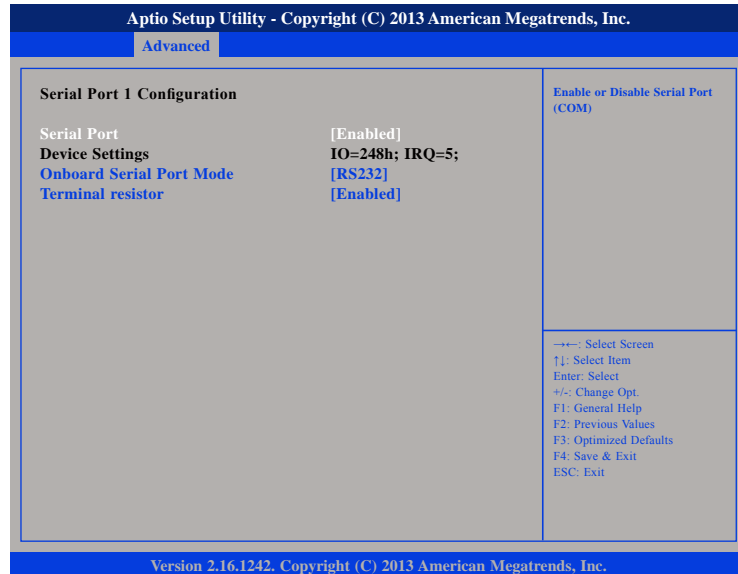 Aptio Setup Utility - Copyright (C) 2013 American Megatrends, Inc.
Advanced
Serial Port 1 Configuration
Serial Port [Enabled]
Device Settings IO=248h; IRQ=5;
Onboard Serial Port Mode [RS232]
Terminal resistor [Enabled]
Enable or Disable Serial Port
(COM)
→←: Select Screen
↑↓: Select Item
Enter: Select
+/-: Change Opt.
F1: General Help
F2: Previous Values
F3: Optimized Defaults
F4: Save & Exit
ESC: Exit
Version 2.16.1242. Copyright (C) 2013 American Megatrends, Inc.